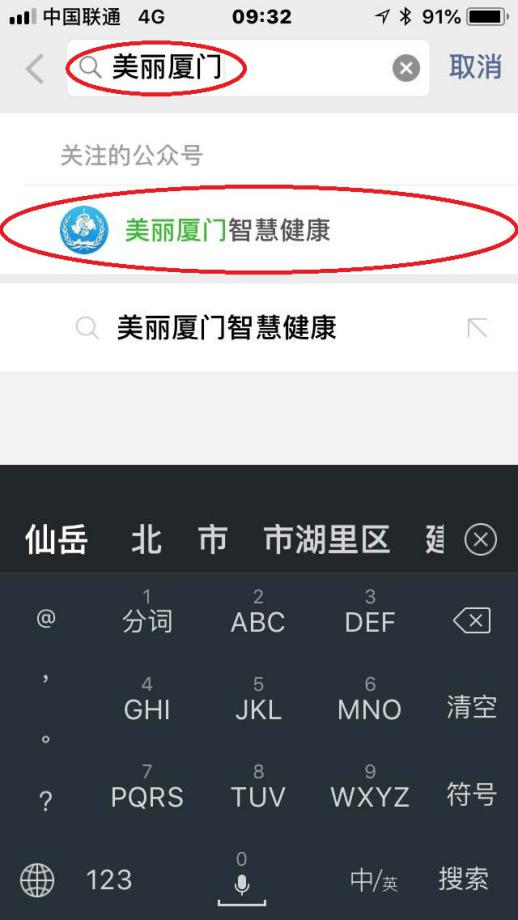 中国联通 4G 09:32 91%
美丽厦门 取消
关注的公众号
美丽厦门智慧健康
美丽厦门智慧健康
仙岳 北 市 市湖里区
1 2 3
@ 分词 ABC DEF
4 5 6
, GHI JKL MNO 清空
。
7 8 9
? PQRS TUV WXYZ 符号
0
123 中/英 搜索